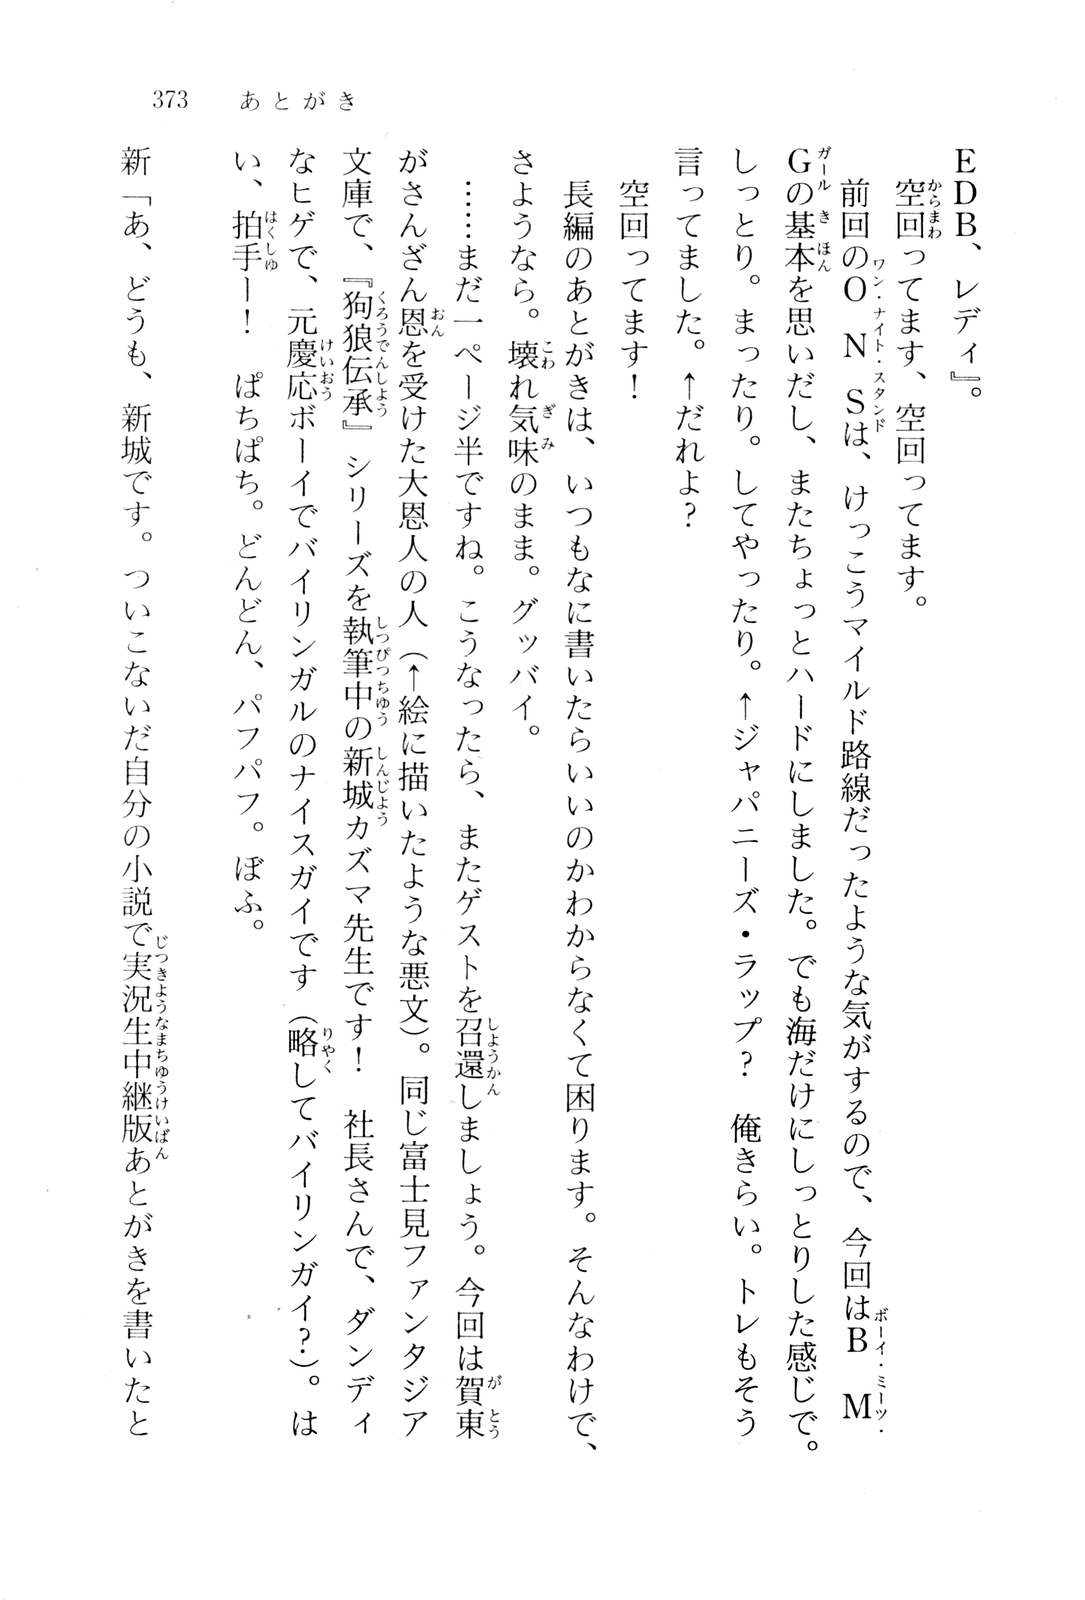 373 あとがき
EDB、レディ』。
空回ってます、空回ってます。
前回のONSは、けっこうマイルド路線だったような気がするので、今回はBM
Gの基本を思いだし、またちょっとハードにしました。でも海だけにしっとりした感じで。
しっとり。まったり。してやったり。↑ジャパニーズ・ラップ？　俺きらい。トレもそう
言ってました。↑だれよ？
空回ってます！
長編のあとがきは、いつもなに書いたらいいのかわからなくて困ります。そんなわけで、
さようなら。壊れ気味のまま。グッバイ。
……まだ一ページ半ですね。こうなったら、またゲストを召還しましょう。今回は賀東
がさんざん恩を受けた大恩人の人（↑絵に描いたような悪文）。同じ富士見ファンタジア
文庫で、『狗狼伝承』シリーズを執筆中の新城カズマ先生です！　社長さんで、ダンディ
なヒゲで、元慶応ボーイでバイリンガルのナイスガイです（略してバイリンガイ？）。は
い、拍手ー！　ぱちぱち。どんどん、パフパフ。ぼふ。
新「あ、どうも、新城です。ついこないだ自分の小説で実況生中継版あとがきを書いたと